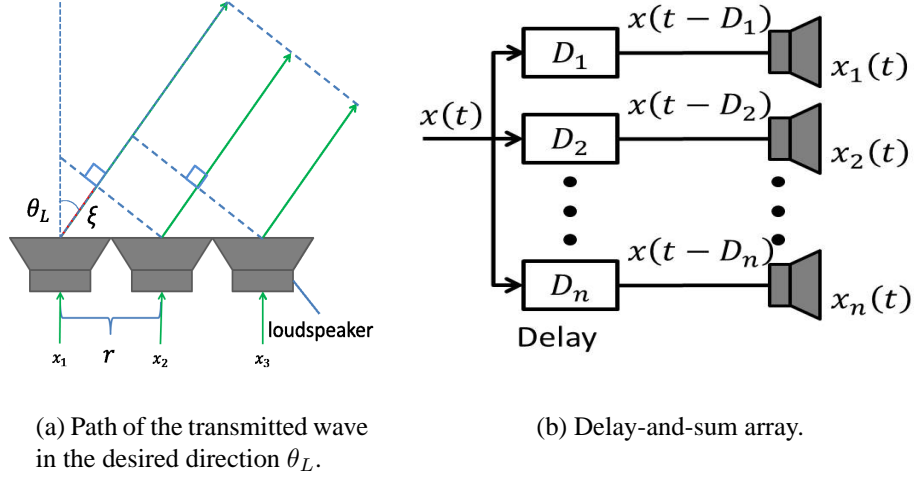 θ_L
ξ
loudspeaker
r
x_1
x_2
x_3
(a) Path of the transmitted wave
in the desired direction θ_L.
x(t)
D_1
x(t − D_1)
x_1(t)
D_2
x(t − D_2)
x_2(t)
D_n
x(t − D_n)
x_n(t)
Delay
(b) Delay-and-sum array.